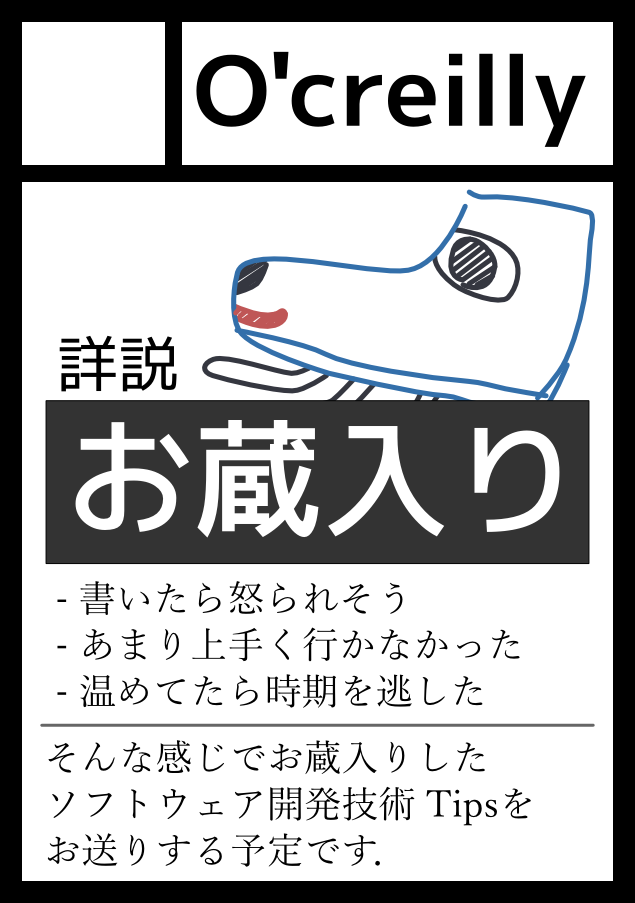 O'creilly
詳説
お蔵入り
- 書いたら怒られそう
- あまり上手く行かなかった
- 温めてたら時期を逃した
そんな感じでお蔵入りした
ソフトウェア開発技術 Tipsを
お送りする予定です.